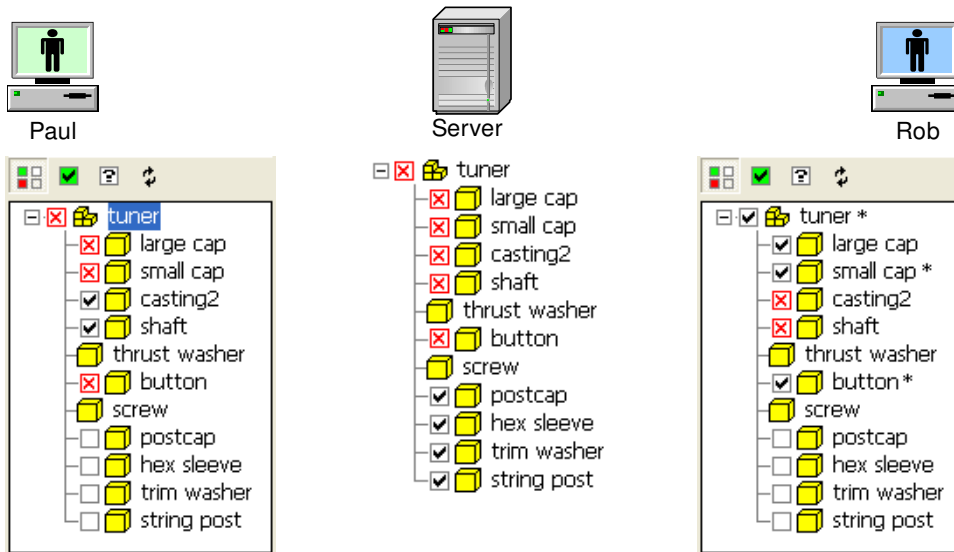 Paul
Server
Rob
tuner
large cap
small cap
casting2
shaft
thrust washer
button
screw
postcap
hex sleeve
trim washer
string post
tuner
large cap
small cap
casting2
shaft
thrust washer
button
screw
postcap
hex sleeve
trim washer
string post
tuner *
large cap
small cap *
casting2
shaft
thrust washer
button *
screw
postcap
hex sleeve
trim washer
string post